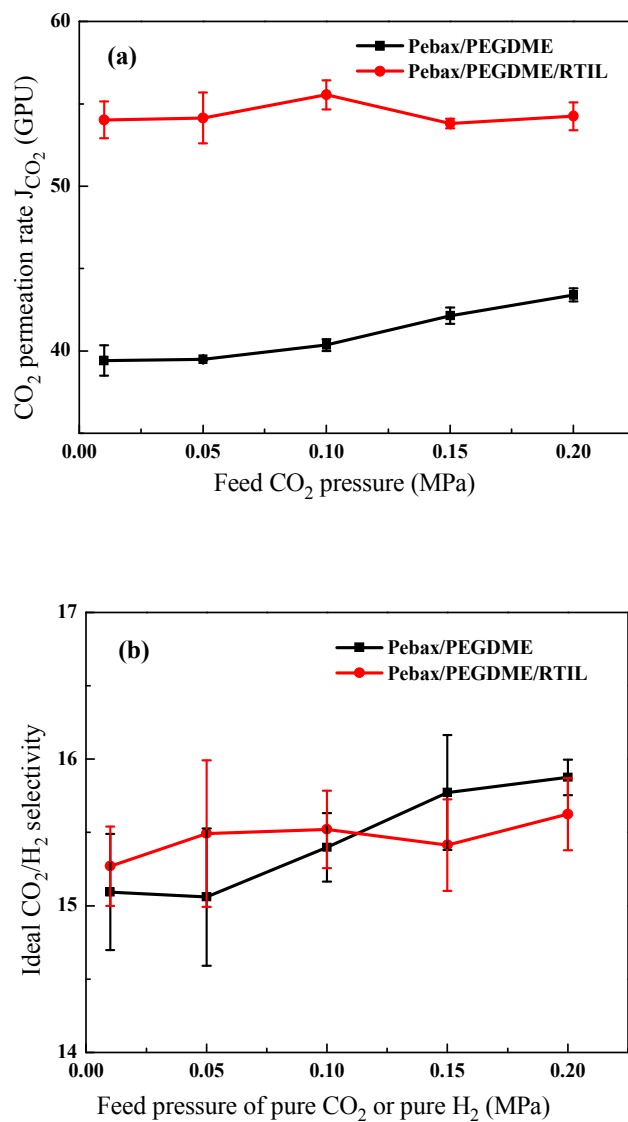 60
(a)
Pebax/PEGDME
Pebax/PEGDME/RTIL
50
40
CO2 permeation rate JCO2 (GPU)
0.00 0.05 0.10 0.15 0.20
Feed CO2 pressure (MPa)
17
(b)
Pebax/PEGDME
Pebax/PEGDME/RTIL
16
15
14
Ideal CO2/H2 selectivity
0.00 0.05 0.10 0.15 0.20
Feed pressure of pure CO2 or pure H2 (MPa)